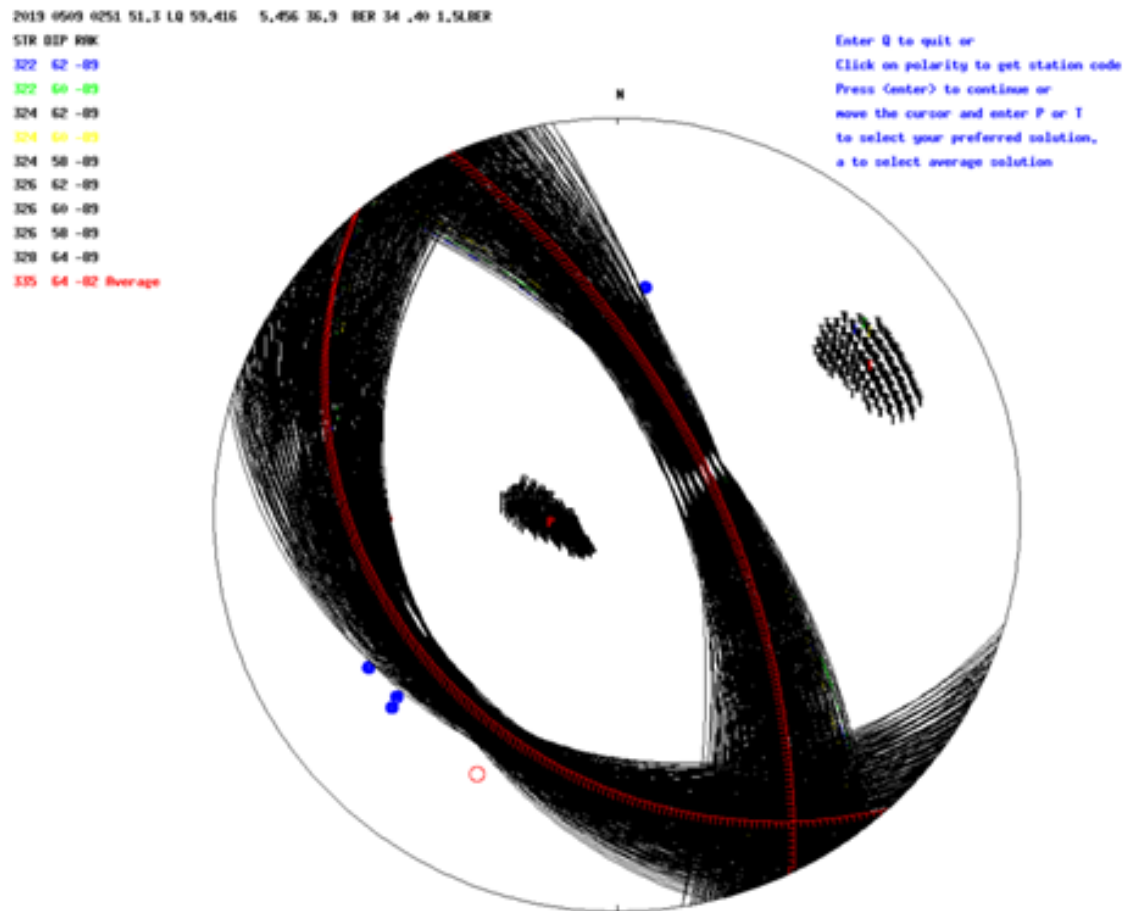 2019 0509 0251 51.3 LQ 59.416 5.456 36.9 BER 34 .40 1.5LBER
STR DIP RAK
322 62 -89
322 60 -89
324 62 -89
324 60 -89
324 58 -89
326 62 -89
326 60 -89
326 58 -89
328 64 -89
335 64 -82 Average
Enter Q to quit or
Click on polarity to get station code
Press <enter> to continue or
move the cursor and enter P or T
to select your preferred solution,
a to select average solution
N
P
T